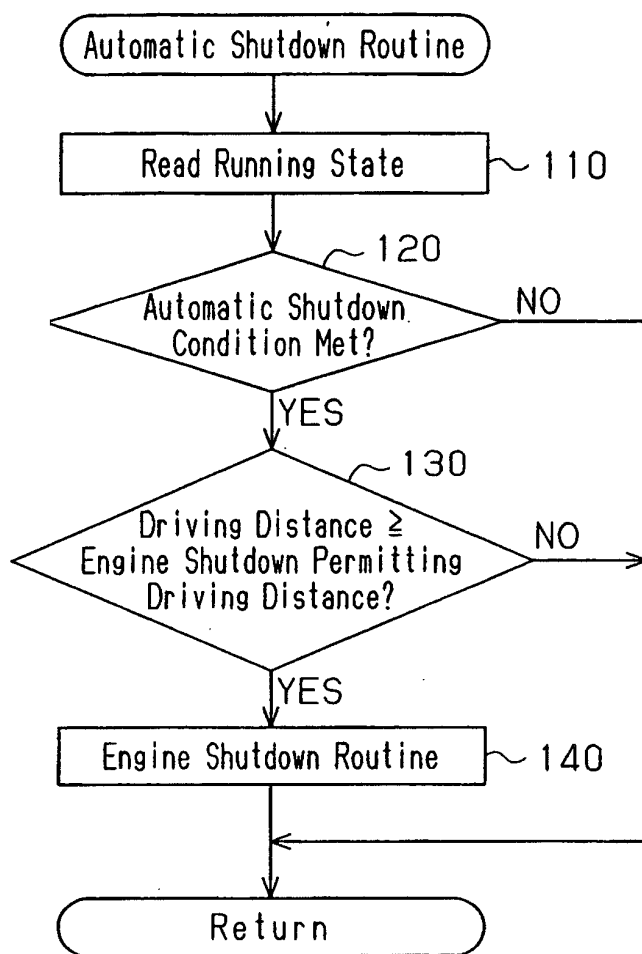 Automatic Shutdown Routine
Read Running State
110
120
Automatic Shutdown
Condition Met?
NO
YES
130
Driving Distance ≧
Engine Shutdown Permitting
Driving Distance?
NO
YES
Engine Shutdown Routine
140
Return